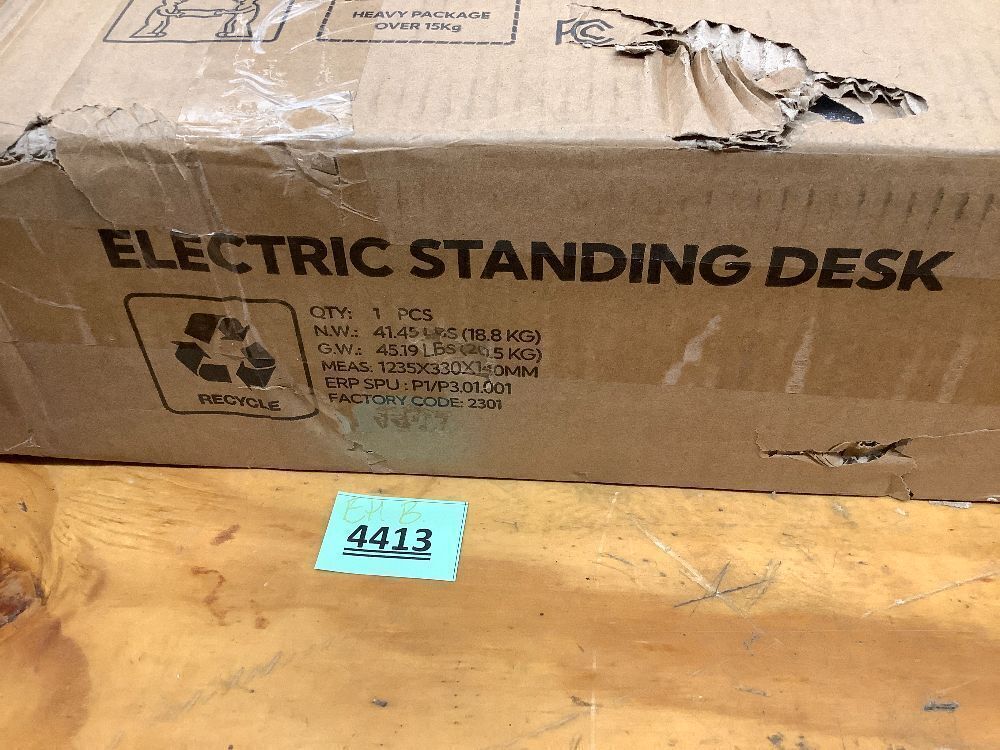 HEAVY PACKAGE
OVER 15Kg
FCC
ELECTRIC STANDING DESK
QTY: 1 PCS
N.W.: 41.45 LBS (18.8 KG)
G.W.: 45.19 LBS (20.5 KG)
MEAS: 1235X330X140MM
ERP SPU : P1/P3.01.001
FACTORY CODE: 2301
RECYCLE
4413